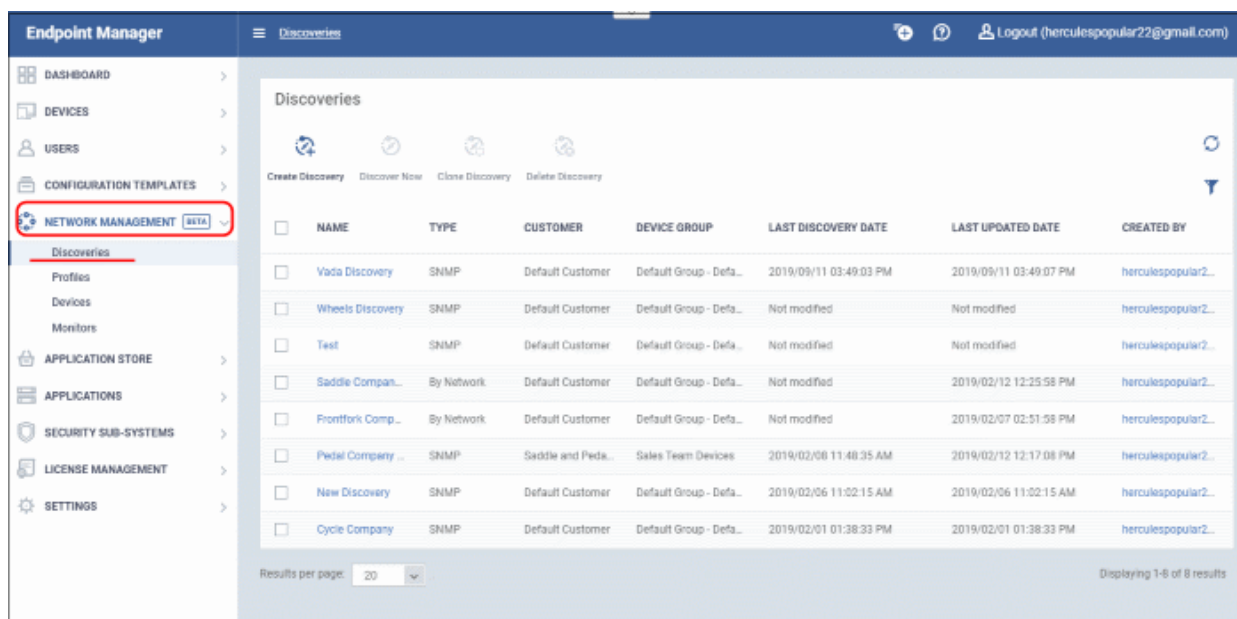 Endpoint Manager
Discoveries
Logout (herculespopular22@gmail.com)
DASHBOARD
DEVICES
USERS
CONFIGURATION TEMPLATES
NETWORK MANAGEMENT BETA
Discoveries
Profiles
Devices
Monitors
APPLICATION STORE
APPLICATIONS
SECURITY SUB-SYSTEMS
LICENSE MANAGEMENT
SETTINGS
Discoveries
Create Discovery Discover Now Clone Discovery Delete Discovery
NAME TYPE CUSTOMER DEVICE GROUP LAST DISCOVERY DATE LAST UPDATED DATE CREATED BY
Vada Discovery SNMP Default Customer Default Group - Defa... 2019/09/11 03:49:03 PM 2019/09/11 03:49:07 PM herculespopular2...
Wheels Discovery SNMP Default Customer Default Group - Defa... Not modified Not modified herculespopular2...
Test SNMP Default Customer Default Group - Defa... Not modified Not modified herculespopular2...
Saddle Compan... By Network Default Customer Default Group - Defa... Not modified 2019/02/12 12:25:58 PM herculespopular2...
Frontfork Comp... By Network Default Customer Default Group - Defa... Not modified 2019/02/07 02:51:58 PM herculespopular2...
Pedal Company ... SNMP Saddle and Peda... Sales Team Devices 2019/02/08 11:48:35 AM 2019/02/12 12:17:08 PM herculespopular2...
New Discovery SNMP Default Customer Default Group - Defa... 2019/02/06 11:02:15 AM 2019/02/06 11:02:15 AM herculespopular2...
Cycle Company SNMP Default Customer Default Group - Defa... 2019/02/01 01:38:33 PM 2019/02/01 01:38:33 PM herculespopular2...
Results per page: 20
Displaying 1-8 of 8 results